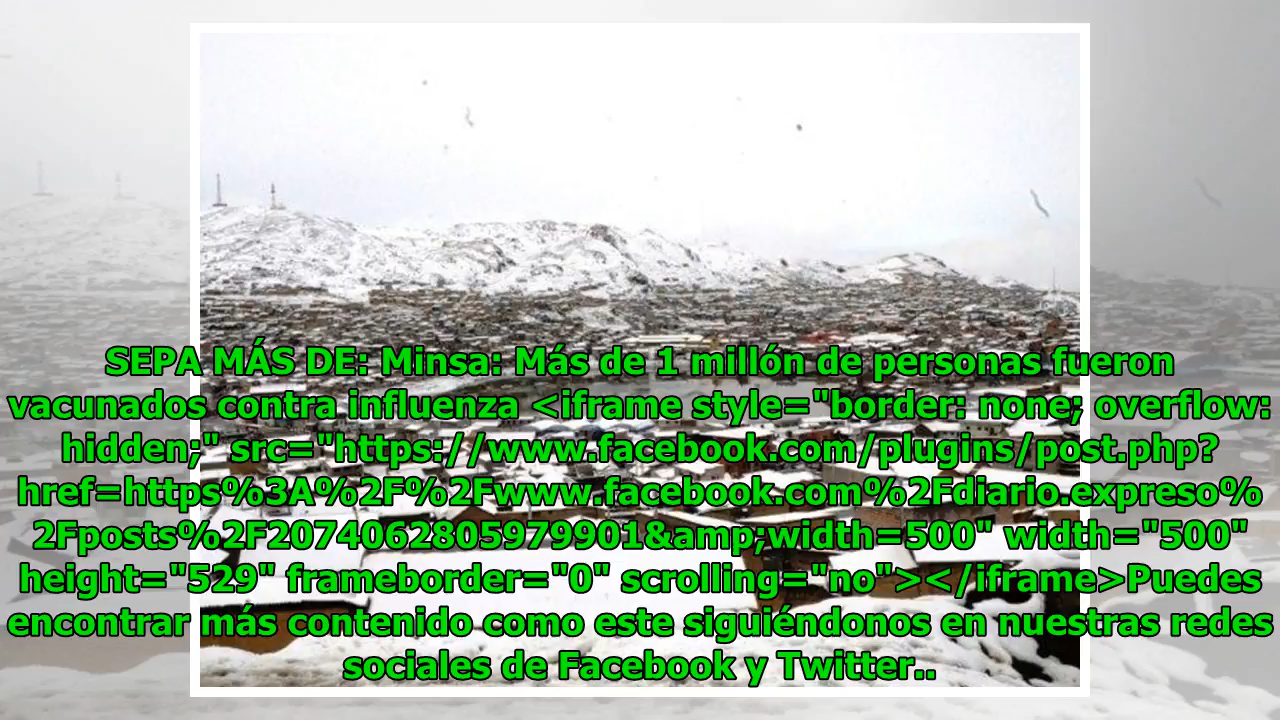 SEPA MÁS DE: Minsa: Más de 1 millón de personas fueron
vacunados contra influenza <iframe style="border: none; overflow:
hidden;" src="https://www.facebook.com/plugins/post.php?
href=https%3A%2F%2Fwww.facebook.com%2Fdiario.expreso%
2Fposts%2F2074062805979901&amp;width=500" width="500"
height="529" frameborder="0" scrolling="no"></iframe>Puedes
encontrar más contenido como este siguiéndonos en nuestras redes
sociales de Facebook y Twitter..